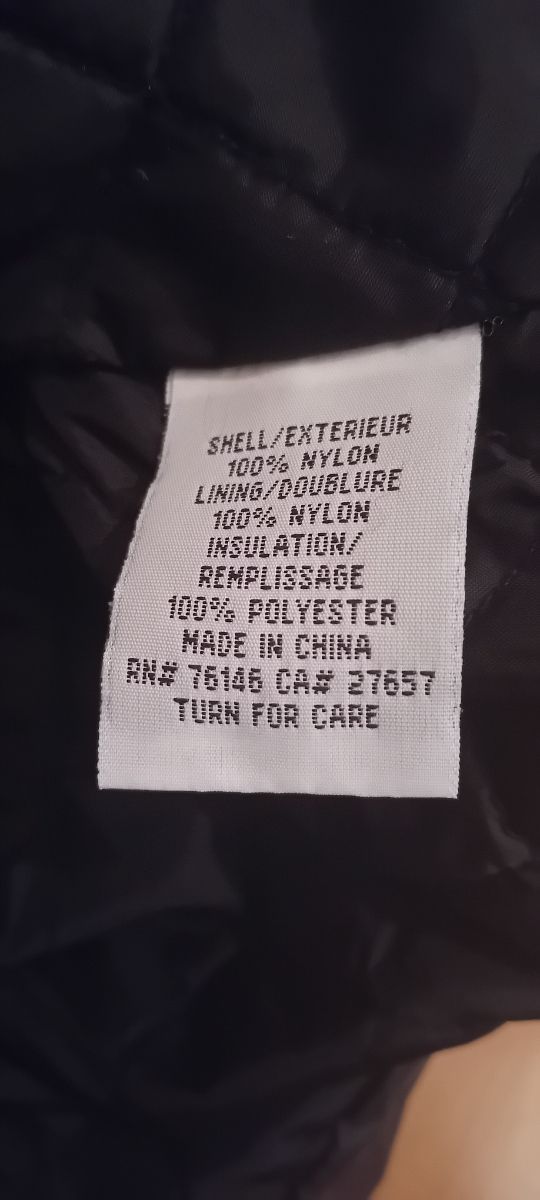 SHELL/EXTERIEUR
100% NYLON
LINING/DOUBLURE
100% NYLON
INSULATION/
REMPLISSAGE
100% POLYESTER
MADE IN CHINA
RN# 76146 CA# 27657
TURN FOR CARE